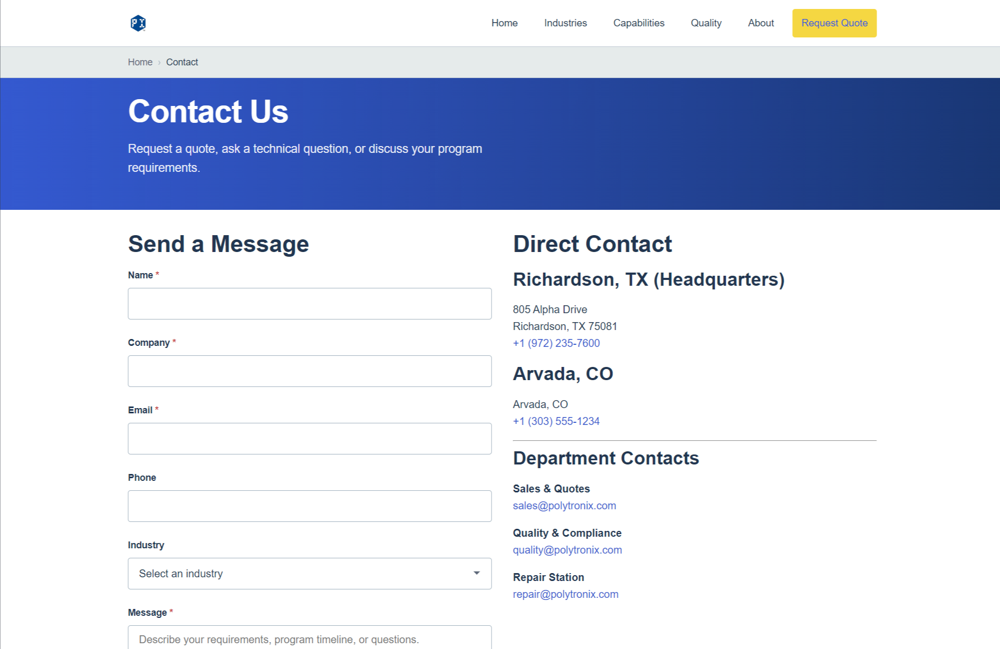 PI
Home
Industries
Capabilities
Quality
About
Request Quote
Home › Contact
Contact Us
Request a quote, ask a technical question, or discuss your program
requirements.
Send a Message
Name *
Company *
Email *
Phone
Industry
Select an industry
Message *
Describe your requirements, program timeline, or questions.
Direct Contact
Richardson, TX (Headquarters)
805 Alpha Drive
Richardson, TX 75081
+1 (972) 235-7600
Arvada, CO
Arvada, CO
+1 (303) 555-1234
Department Contacts
Sales & Quotes
sales@polytronix.com
Quality & Compliance
quality@polytronix.com
Repair Station
repair@polytronix.com